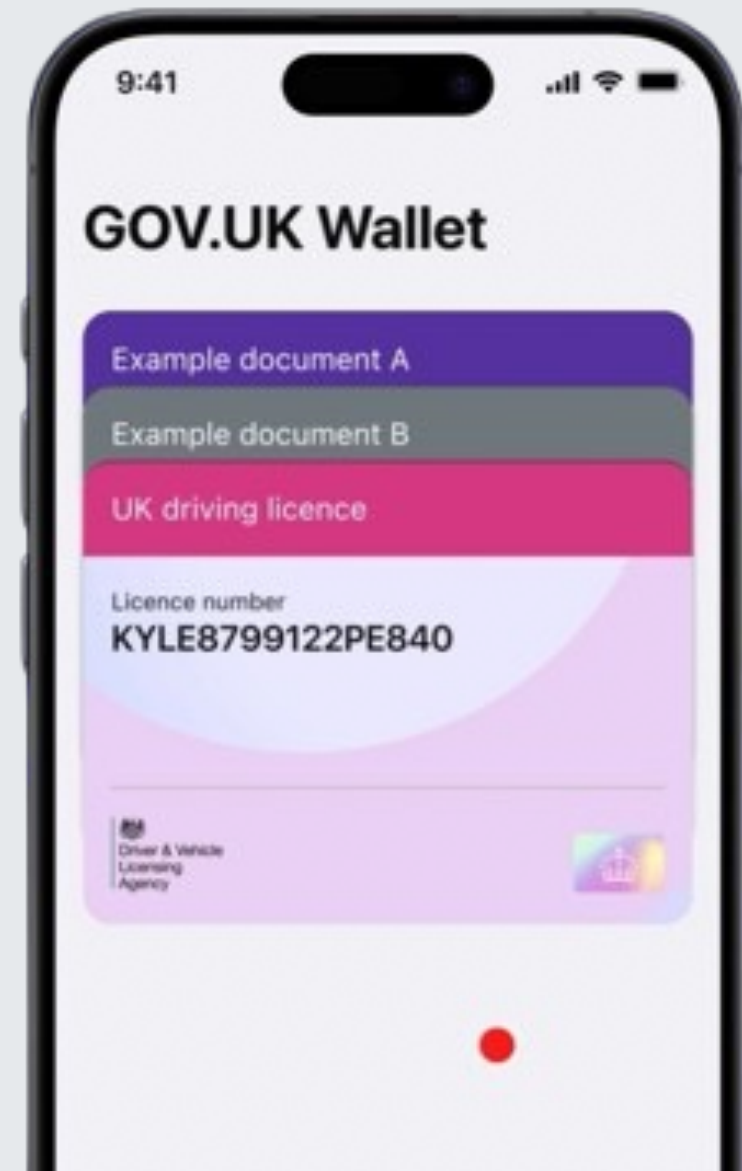 9:41
GOV.UK Wallet
Example document A
Example document B
UK driving licence
Licence number
KYLE8799122PE840
Driver & Vehicle
Licensing
Agency